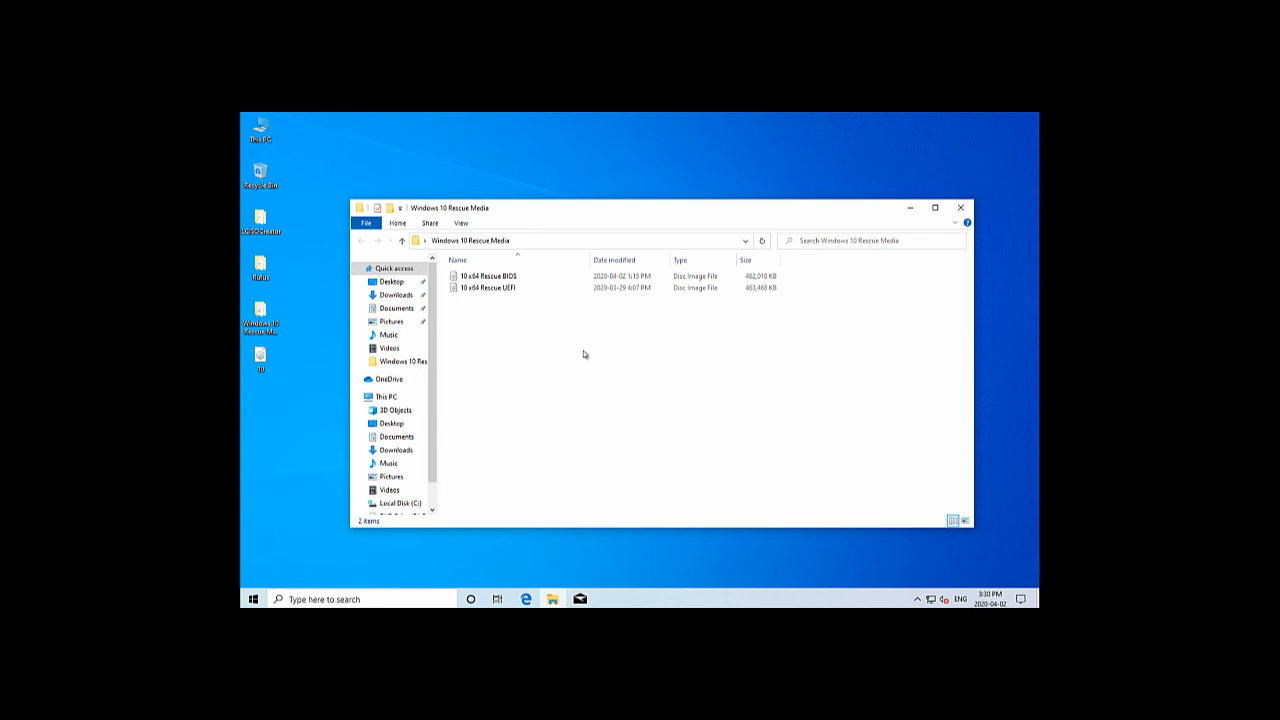 This PC
Recycle Bin
LCISOCreator
Rufus
Windows 10
Rescue M...
10
Windows 10 Rescue Media
File Home Share View
Windows 10 Rescue Media
Search Windows 10 Rescue Media
Name Date modified Type Size
10 x64 Rescue BIOS 2020-04-02 1:15 PM Disc Image File 462,018 KB
10 x64 Rescue UEFI 2020-03-29 4:07 PM Disc Image File 463,468 KB
Quick access
Desktop
Downloads
Documents
Pictures
Music
Videos
Windows 10 Res
OneDrive
This PC
3D Objects
Desktop
Documents
Downloads
Music
Pictures
Videos
Local Disk (C:)
2 items
Type here to search
ENG
3:30 PM
2020-04-02